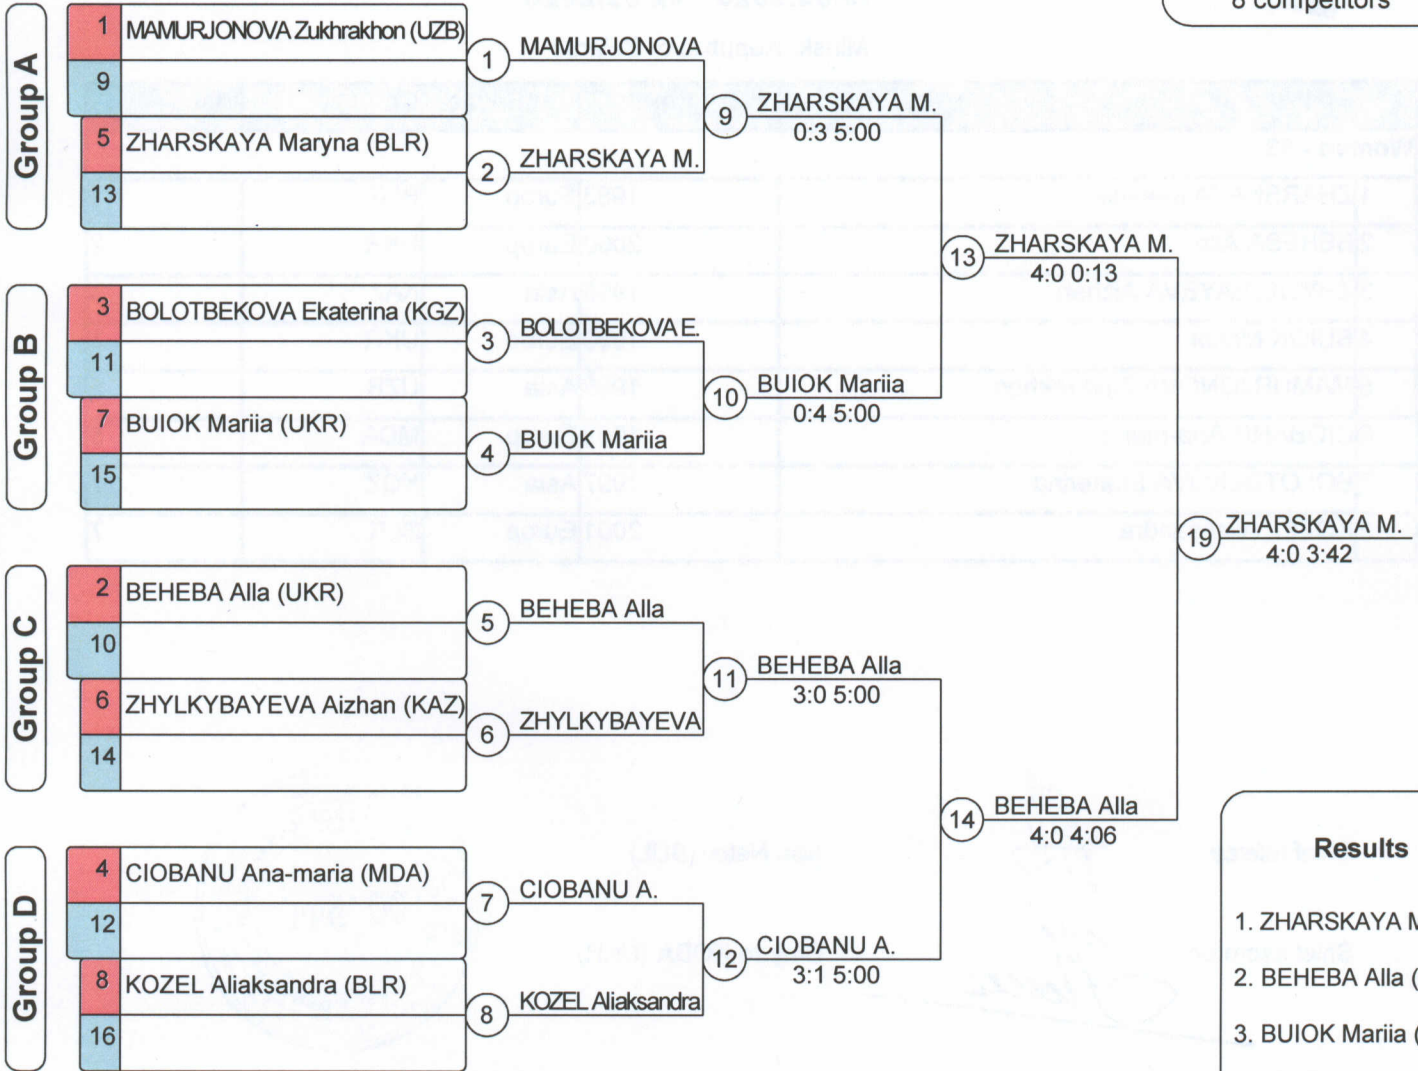 8 competitors
Group A
1 MAMURJONOVA Zukhrakhon (UZB)
9
5 ZHARSKAYA Maryna (BLR)
13
1 MAMURJONOVA
2 ZHARSKAYA M.
9 ZHARSKAYA M.
0:3 5:00
Group B
3 BOLOTBEKOVA Ekaterina (KGZ)
11
7 BUIOK Mariia (UKR)
15
3 BOLOTBEKOVA E.
4 BUIOK Mariia
10 BUIOK Mariia
0:4 5:00
13 ZHARSKAYA M.
4:0 0:13
Group C
2 BEHEBA Alla (UKR)
10
6 ZHYLKYBAYEVA Aizhan (KAZ)
14
5 BEHEBA Alla
6 ZHYLKYBAYEVA
11 BEHEBA Alla
3:0 5:00
Group D
4 CIOBANU Ana-maria (MDA)
12
8 KOZEL Aliaksandra (BLR)
16
7 CIOBANU A.
8 KOZEL Aliaksandra
12 CIOBANU A.
3:1 5:00
14 BEHEBA Alla
4:0 4:06
19 ZHARSKAYA M.
4:0 3:42
Results
1. ZHARSKAYA M
2. BEHEBA Alla (
3. BUIOK Mariia (